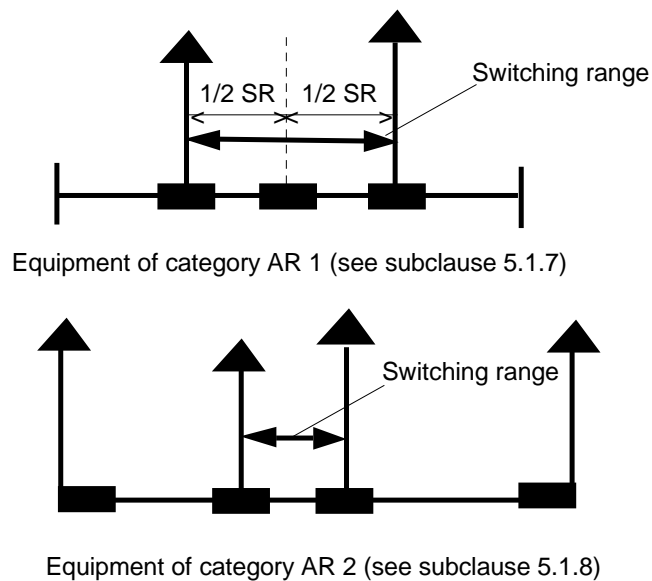 Switching range
1/2 SR 1/2 SR
Equipment of category AR 1 (see subclause 5.1.7)
Switching range
Equipment of category AR 2 (see subclause 5.1.8)